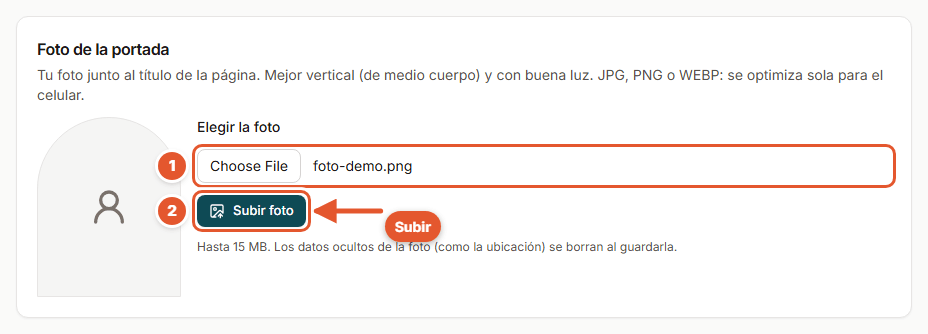 Foto de la portada
Tu foto junto al título de la página. Mejor vertical (de medio cuerpo) y con buena luz. JPG, PNG o WEBP: se optimiza sola para el
celular.
Elegir la foto
1 Choose File foto-demo.png
2 Subir foto
Subir
Hasta 15 MB. Los datos ocultos de la foto (como la ubicación) se borran al guardarla.